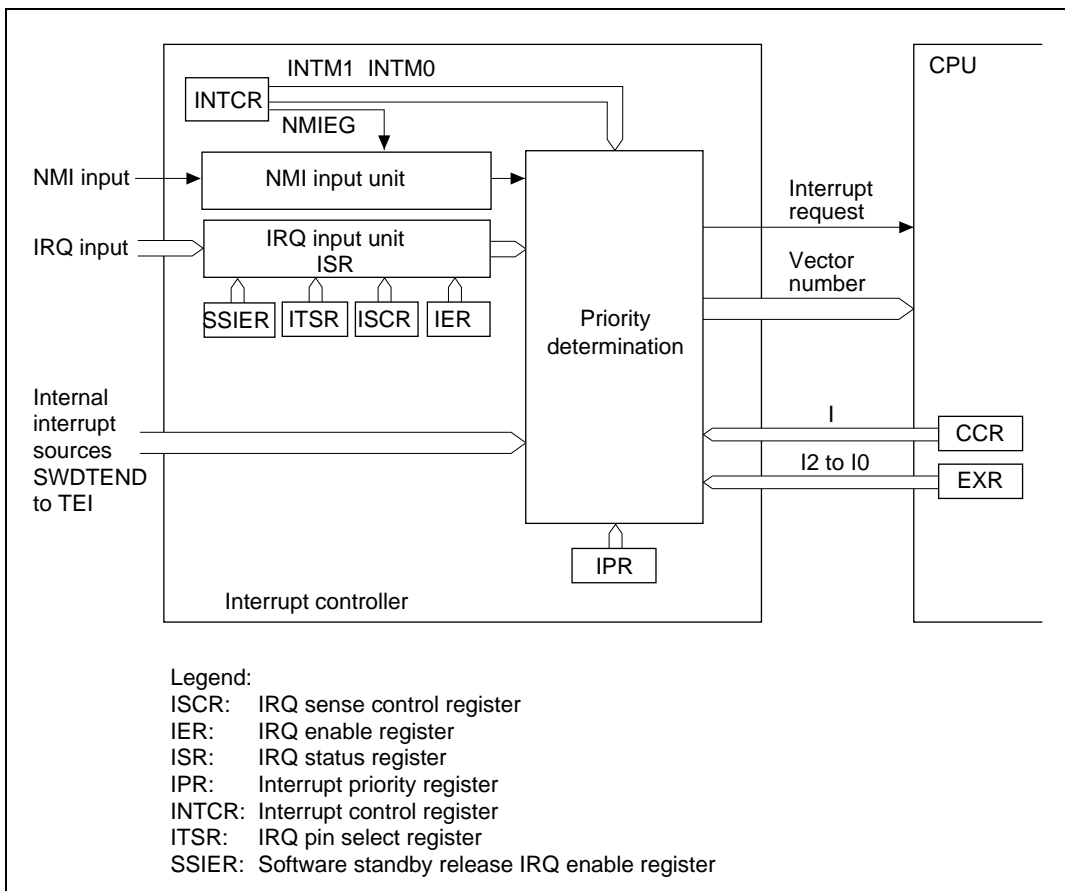 INTM1 INTM0
CPU
INTCR
NMIEG
NMI input
NMI input unit
Interrupt
request
IRQ input
IRQ input unit
ISR
Vector
number
SSIER
ITSR
ISCR
IER
Priority
determination
Internal
interrupt
sources
SWDTEND
to TEI
I
CCR
I2 to I0
EXR
IPR
Interrupt controller
Legend:
ISCR: IRQ sense control register
IER: IRQ enable register
ISR: IRQ status register
IPR: Interrupt priority register
INTCR: Interrupt control register
ITSR: IRQ pin select register
SSIER: Software standby release IRQ enable register